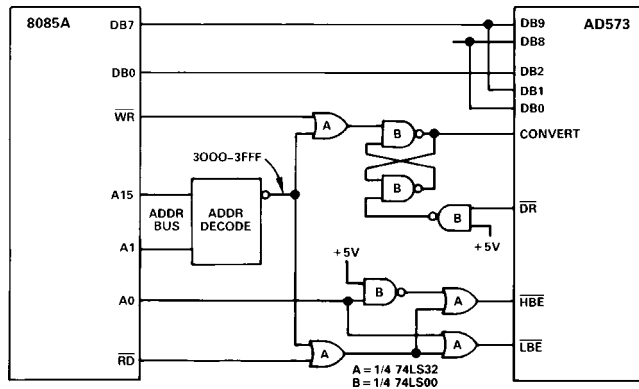 8085A
DB7
DB0
WR
A15
ADDR
BUS
A1
A0
RD
ADDR
DECODE
3000–3FFF
A
B
B
B
+5V
+5V
B
A
A
A
A = 1/4 74LS32
B = 1/4 74LS00
AD573
DB9
DB8
DB2
DB1
DB0
CONVERT
DR
HBE
LBE